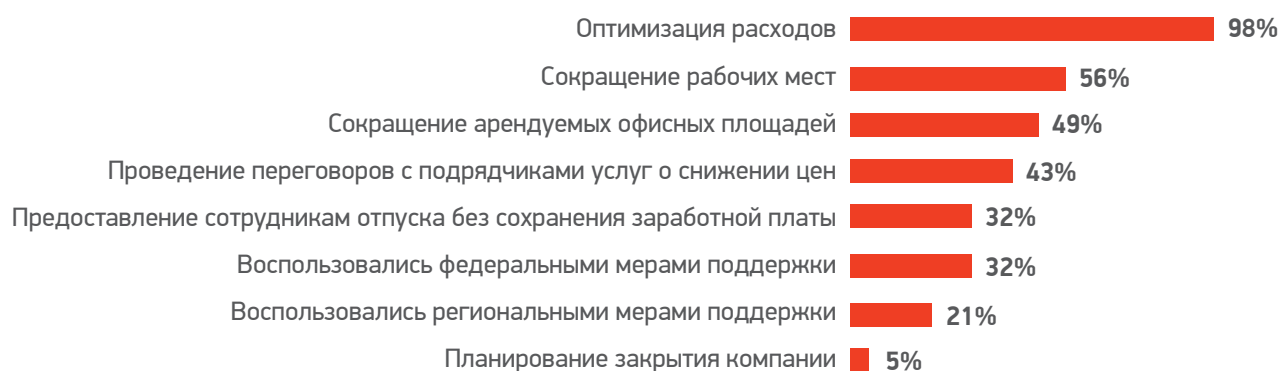 Оптимизация расходов 98%
Сокращение рабочих мест 56%
Сокращение арендуемых офисных площадей 49%
Проведение переговоров с подрядчиками услуг о снижении цен 43%
Предоставление сотрудникам отпуска без сохранения заработной платы 32%
Воспользовались федеральными мерами поддержки 32%
Воспользовались региональными мерами поддержки 21%
Планирование закрытия компании 5%